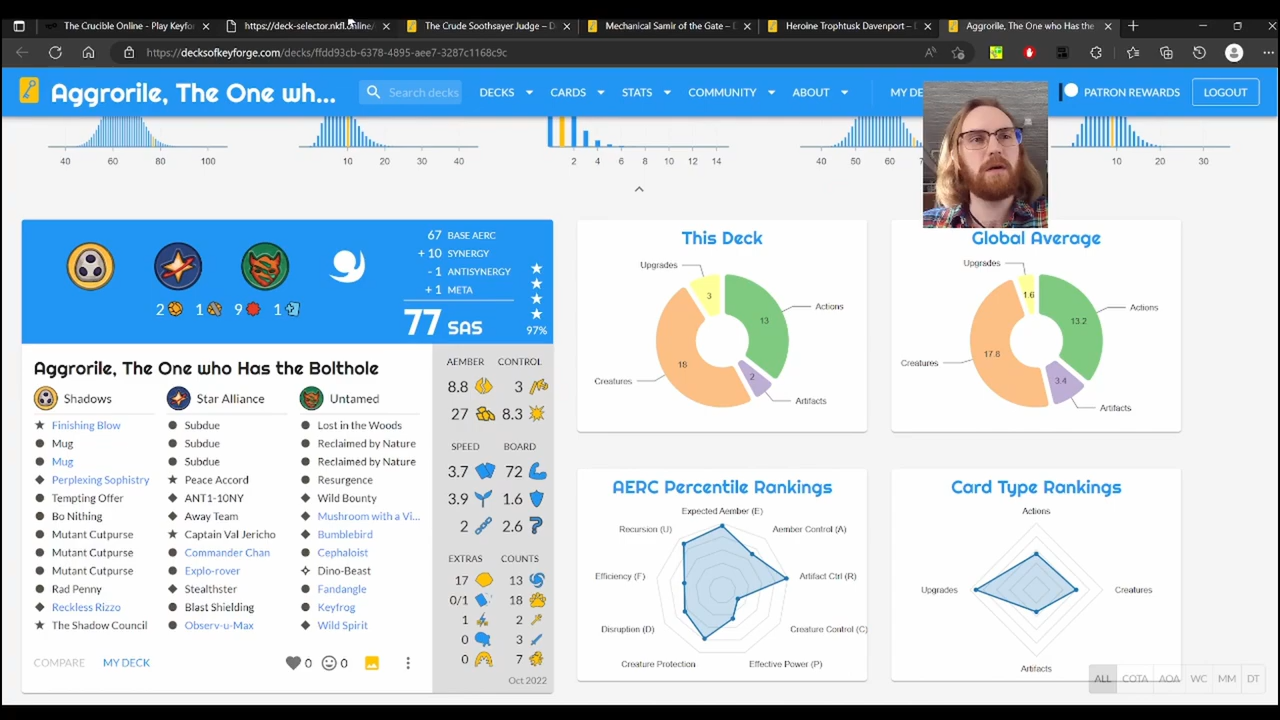 The Crucible Online - Play Keyfor
https://deck-selector.nkfl.online/
The Crude Soothsayer Judge – D
Mechanical Samir of the Gate – D
Heroine Trophtusk Davenport – D
Aggrorile, The One who Has the
https://decksofkeyforge.com/decks/ffdd93cb-6378-4895-aee7-3287c1168c9c
Aggrorile, The One wh...
Search decks
DECKS
CARDS
STATS
COMMUNITY
ABOUT
MY DE
PATRON REWARDS
LOGOUT
40 60 80 100
10 20 30 40
2 4 6 8 10 12 14
40 50 60 7
10 20 30
67 BASE AERC
+ 10 SYNERGY
- 1 ANTISYNERGY
+ 1 META
77 SAS
97%
2 1 9 1
Aggrorile, The One who Has the Bolthole
Shadows
Finishing Blow
Mug
Mug
Perplexing Sophistry
Tempting Offer
Bo Nithing
Mutant Cutpurse
Mutant Cutpurse
Mutant Cutpurse
Rad Penny
Reckless Rizzo
The Shadow Council
Star Alliance
Subdue
Subdue
Subdue
Peace Accord
ANT1-10NY
Away Team
Captain Val Jericho
Commander Chan
Explo-rover
Stealthster
Blast Shielding
Observ-u-Max
Untamed
Lost in the Woods
Reclaimed by Nature
Reclaimed by Nature
Resurgence
Wild Bounty
Mushroom with a Vi...
Bumblebird
Cephaloist
Dino-Beast
Fandangle
Keyfrog
Wild Spirit
COMPARE
MY DECK
0
0
AEMBER CONTROL
8.8 3
27 8.3
SPEED BOARD
3.7 72
3.9 1.6
2 2.6
EXTRAS COUNTS
17 13
0/1 18
1 2
0 3
0 7
Oct 2022
This Deck
Upgrades
3
Actions
13
Creatures
18
2
Artifacts
Global Average
Upgrades
1.6
Actions
13.2
Creatures
17.8
3.4
Artifacts
AERC Percentile Rankings
Expected Aember (E)
Recursion (U)
Aember Control (A)
Efficiency (F)
Artifact Ctrl (R)
Disruption (D)
Creature Control (C)
Creature Protection
Effective Power (P)
Card Type Rankings
Actions
Upgrades
Creatures
Artifacts
ALL
COTA
AOA
WC
MM
DT